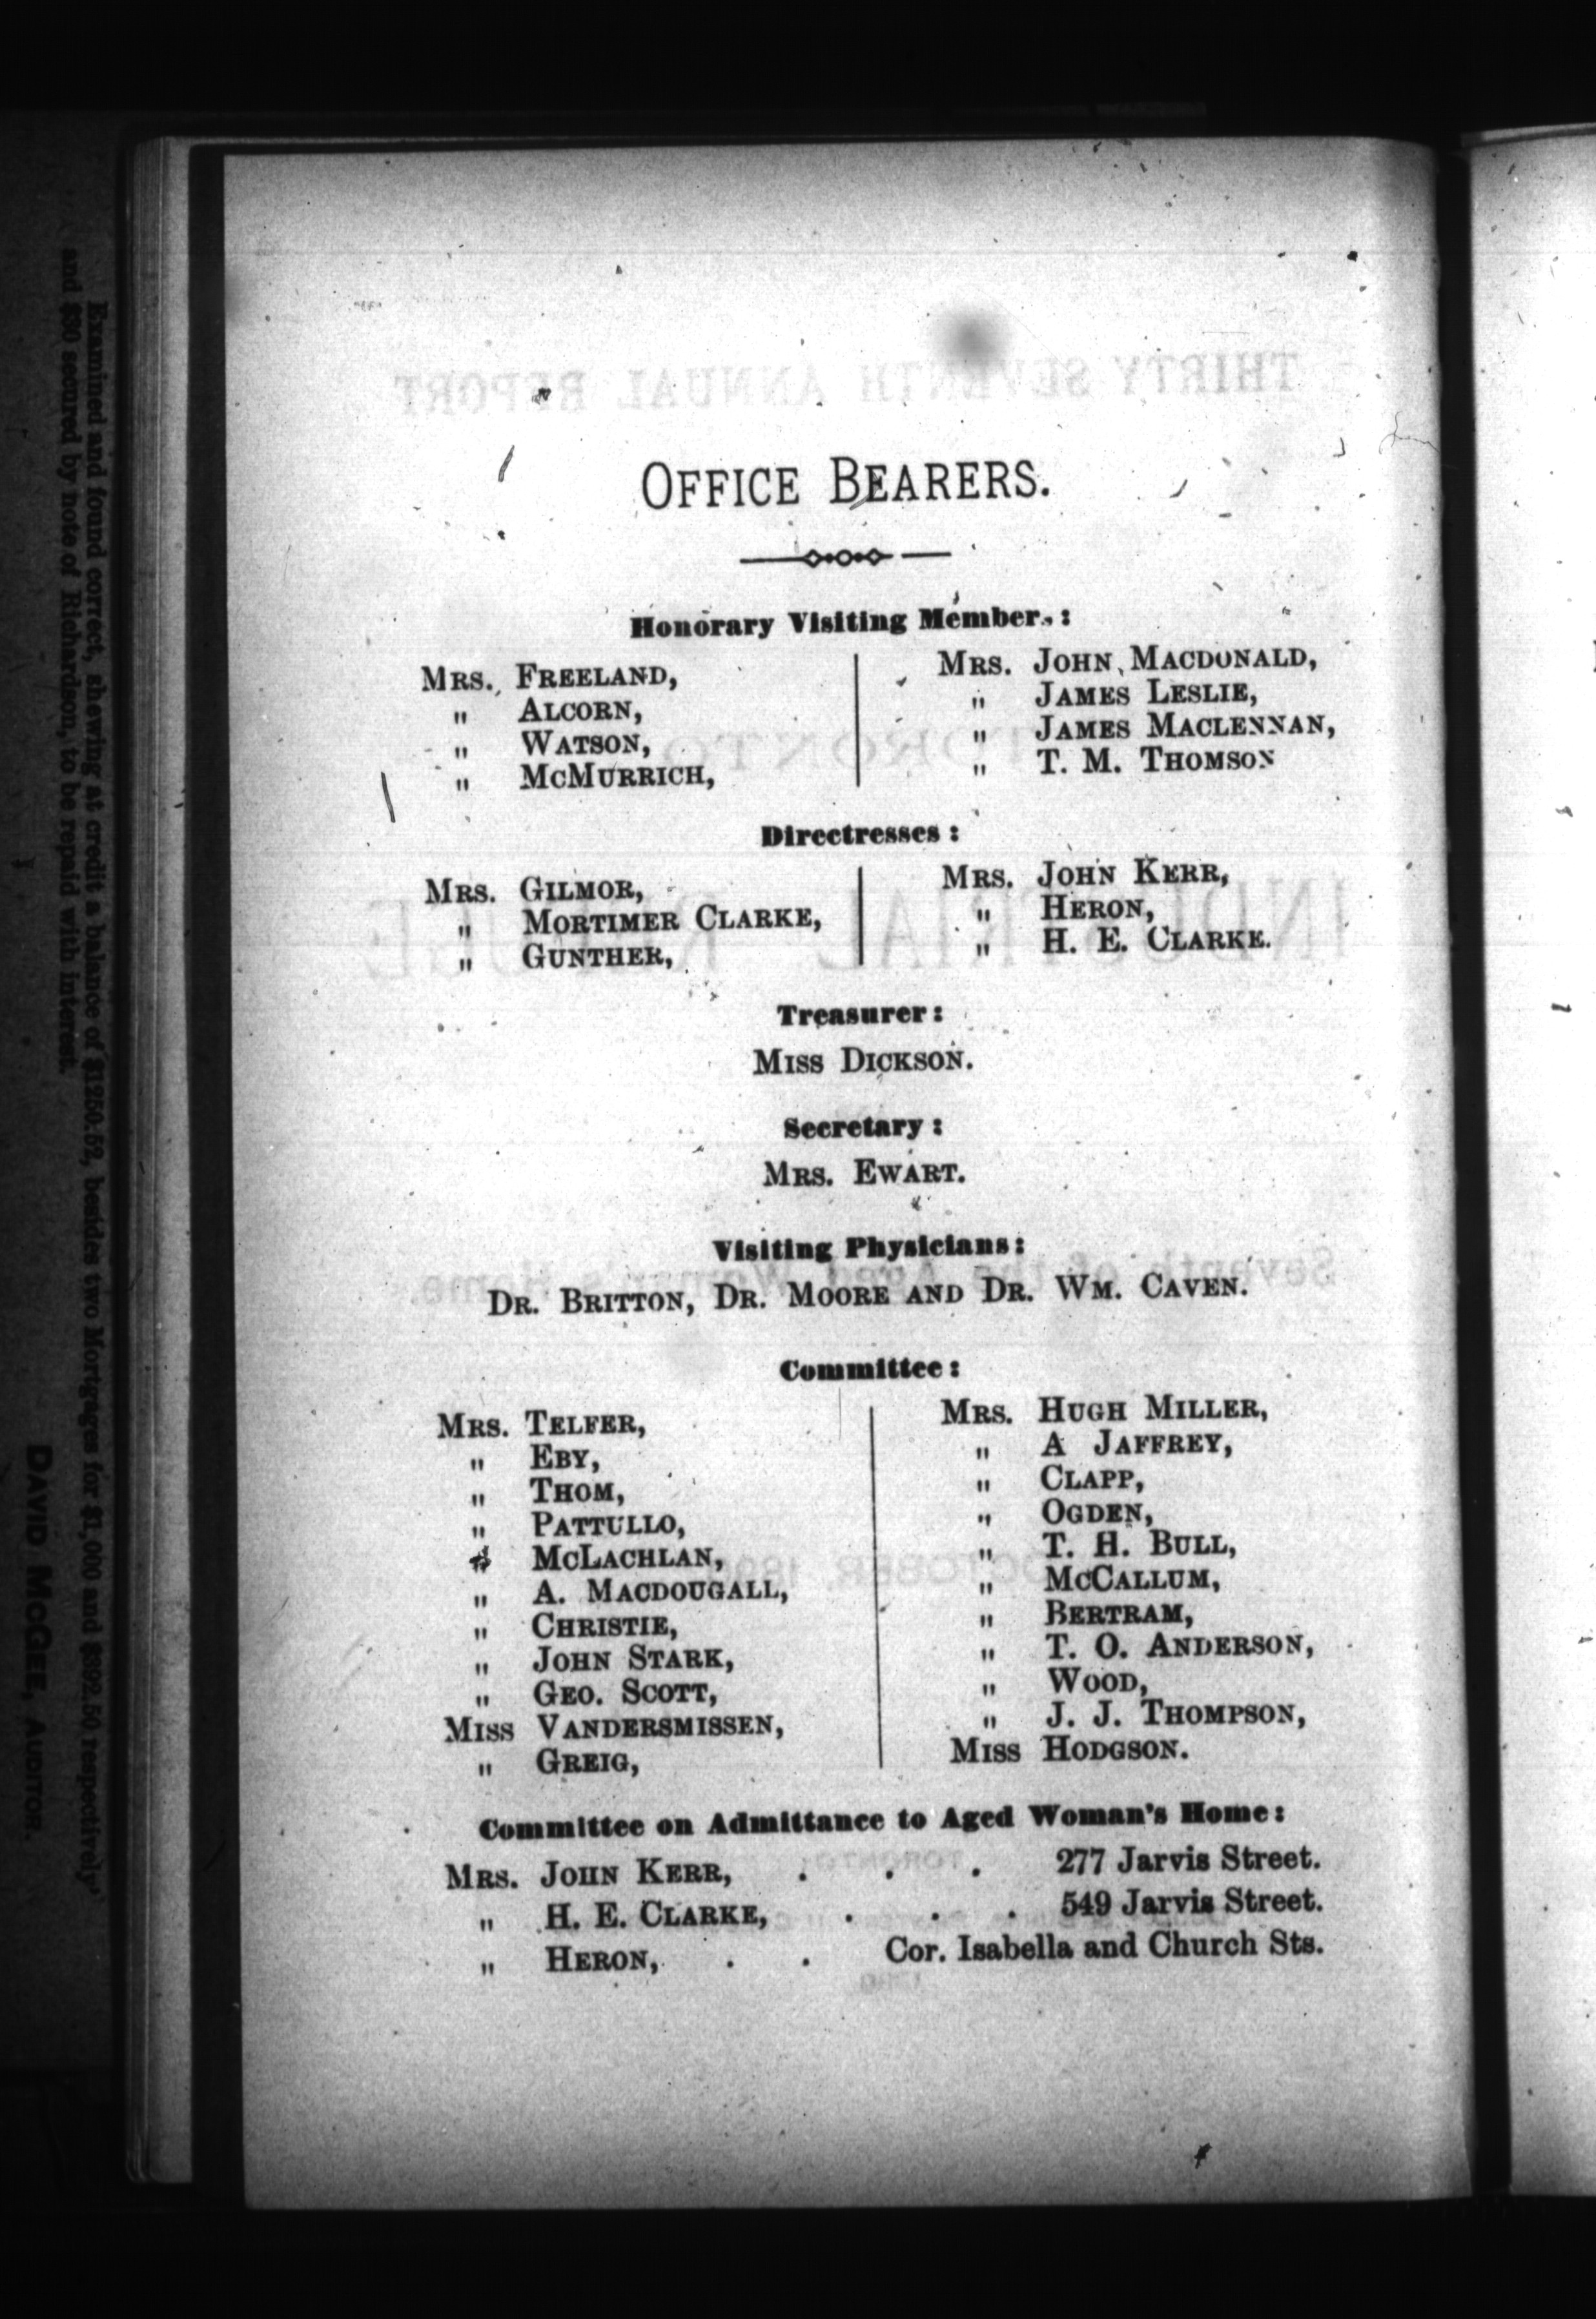 OFFICE BEARERS.
Honorary Visiting Member.:
MRS. FREELAND,
" ALCORN,
" WATSON,
" MCMURRICH,
MRS. JOHN MACDONALD,
" JAMES LESLIE,
" JAMES MACLENNAN,
" T. M. THOMSON
Directresses:
MRS. GILMOR,
" MORTIMER CLARKE,
" GUNTHER,
MRS. JOHN KERR,
" HERON,
" H. E. CLARKE.
Treasurer:
MISS DICKSON.
Secretary:
MRS. EWART.
Visiting Physicians:
DR. BRITTON, DR. MOORE AND DR. WM. CAVEN.
Committee:
MRS. TELFER,
" EBY,
" THOM,
" PATTULLO,
" MCLACHLAN,
" A. MACDOUGALL,
" CHRISTIE,
" JOHN STARK,
" GEO. SCOTT,
MISS VANDERSMISSEN,
" GREIG,
MRS. HUGH MILLER,
" A JAFFREY,
" CLAPP,
" OGDEN,
" T. H. BULL,
" MCCALLUM,
" BERTRAM,
" T. O. ANDERSON,
" WOOD,
" J. J. THOMPSON,
MISS HODGSON.
Committee on Admittance to Aged Woman's Home:
MRS. JOHN KERR, . . . 277 Jarvis Street.
" H. E. CLARKE, . . . 549 Jarvis Street.
" HERON, . . Cor. Isabella and Church Sts.
Examined and found correct, shewing at credit a balance of $1250.52, besides two Mortgages for $1,000 and $392.50 respectively
and $30 secured by note of Richardson, to be repaid with interest.
DAVID MCGEE, AUDITOR.